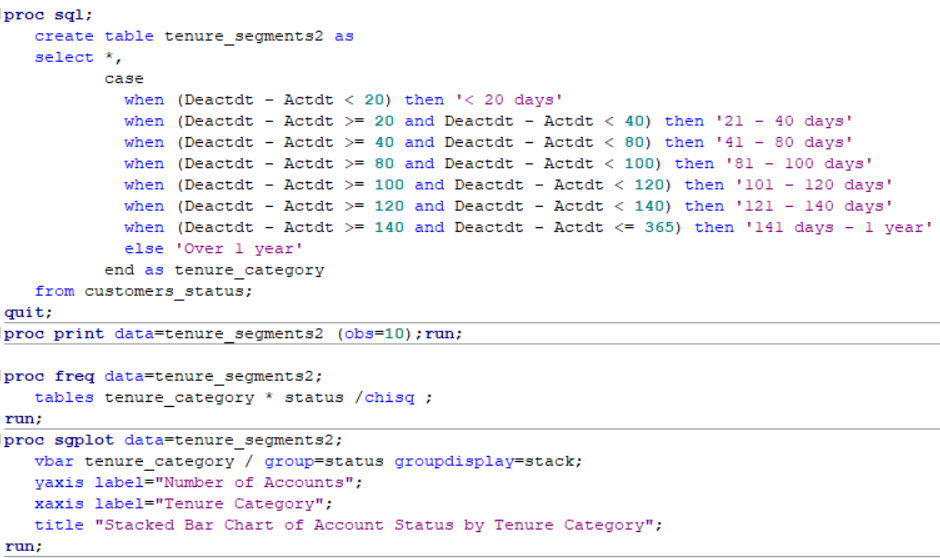 proc sql;
create table tenure_segments2 as
select *,
case
when (Deactdt - Actdt < 20) then '< 20 days'
when (Deactdt - Actdt >= 20 and Deactdt - Actdt < 40) then '21 - 40 days'
when (Deactdt - Actdt >= 40 and Deactdt - Actdt < 80) then '41 - 80 days'
when (Deactdt - Actdt >= 80 and Deactdt - Actdt < 100) then '81 - 100 days'
when (Deactdt - Actdt >= 100 and Deactdt - Actdt < 120) then '101 - 120 days'
when (Deactdt - Actdt >= 120 and Deactdt - Actdt < 140) then '121 - 140 days'
when (Deactdt - Actdt >= 140 and Deactdt - Actdt <= 365) then '141 days - 1 year'
else 'Over 1 year'
end as tenure_category
from customers_status;
quit;
proc print data=tenure_segments2 (obs=10);run;
proc freq data=tenure_segments2;
tables tenure_category * status /chisq ;
run;
proc sgplot data=tenure_segments2;
vbar tenure_category / group=status groupdisplay=stack;
yaxis label="Number of Accounts";
xaxis label="Tenure Category";
title "Stacked Bar Chart of Account Status by Tenure Category";
run;